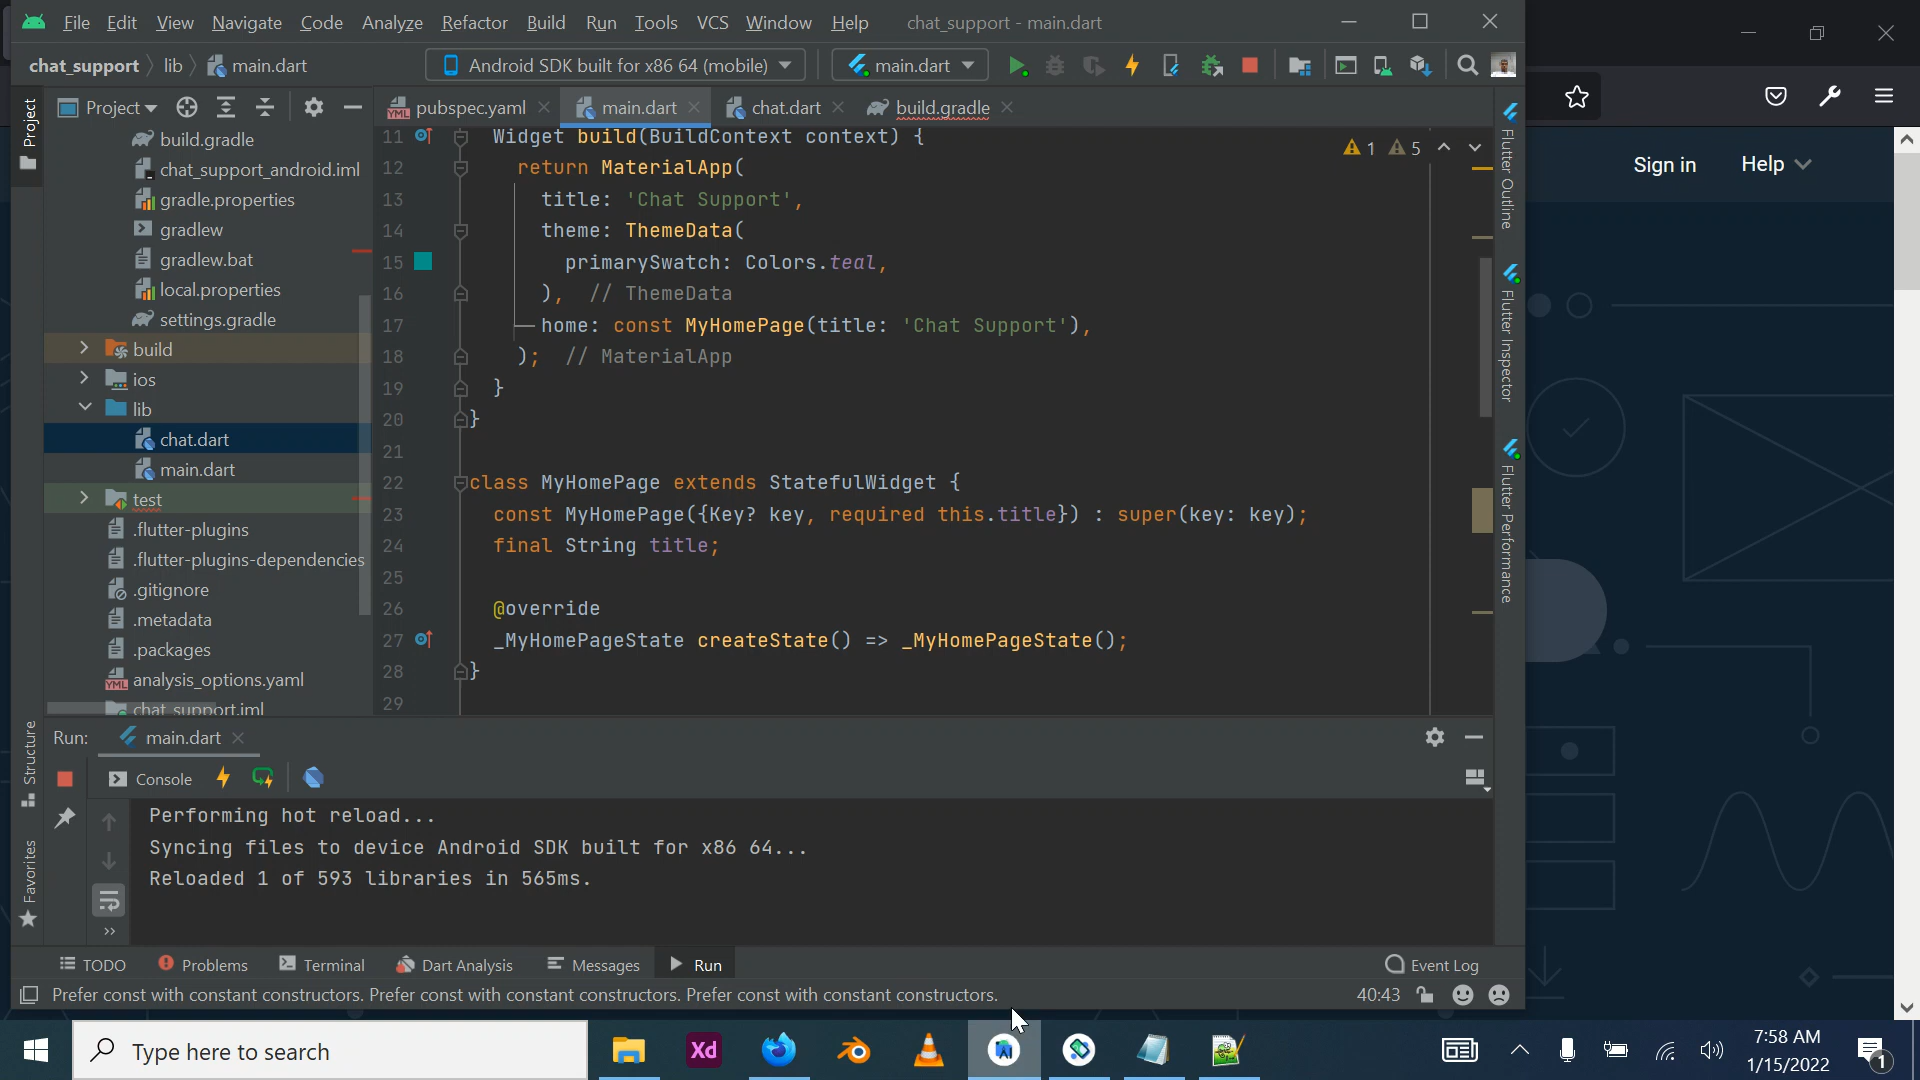 File Edit View Navigate Code Analyze Refactor Build Run Tools VCS Window Help chat_support - main.dart
chat_support lib main.dart
Android SDK built for x86 64 (mobile)
main.dart
Project
pubspec.yaml main.dart chat.dart build.gradle
Project
build.gradle
chat_support_android.iml
gradle.properties
gradlew
gradlew.bat
local.properties
settings.gradle
build
ios
lib
chat.dart
main.dart
test
.flutter-plugins
.flutter-plugins-dependencies
.gitignore
.metadata
.packages
analysis_options.yaml
chat_support.iml
Structure
Favorites
1 5
11 Widget build(BuildContext context) {
12 return MaterialApp(
13 title: 'Chat Support',
14 theme: ThemeData(
15 primarySwatch: Colors.teal,
16 ), // ThemeData
17 home: const MyHomePage(title: 'Chat Support'),
18 ); // MaterialApp
19 }
20 }
21
22 class MyHomePage extends StatefulWidget {
23 const MyHomePage({Key? key, required this.title}) : super(key: key);
24 final String title;
25
26 @override
27 _MyHomePageState createState() => _MyHomePageState();
28 }
29
Flutter Outline
Flutter Inspector
Flutter Performance
Sign in Help
Run: main.dart
Console
Performing hot reload...
Syncing files to device Android SDK built for x86 64...
Reloaded 1 of 593 libraries in 565ms.
TODO Problems Terminal Dart Analysis Messages Run Event Log
Prefer const with constant constructors. Prefer const with constant constructors. Prefer const with constant constructors. 40:43
Type here to search
Xd
7:58 AM
1/15/2022
1